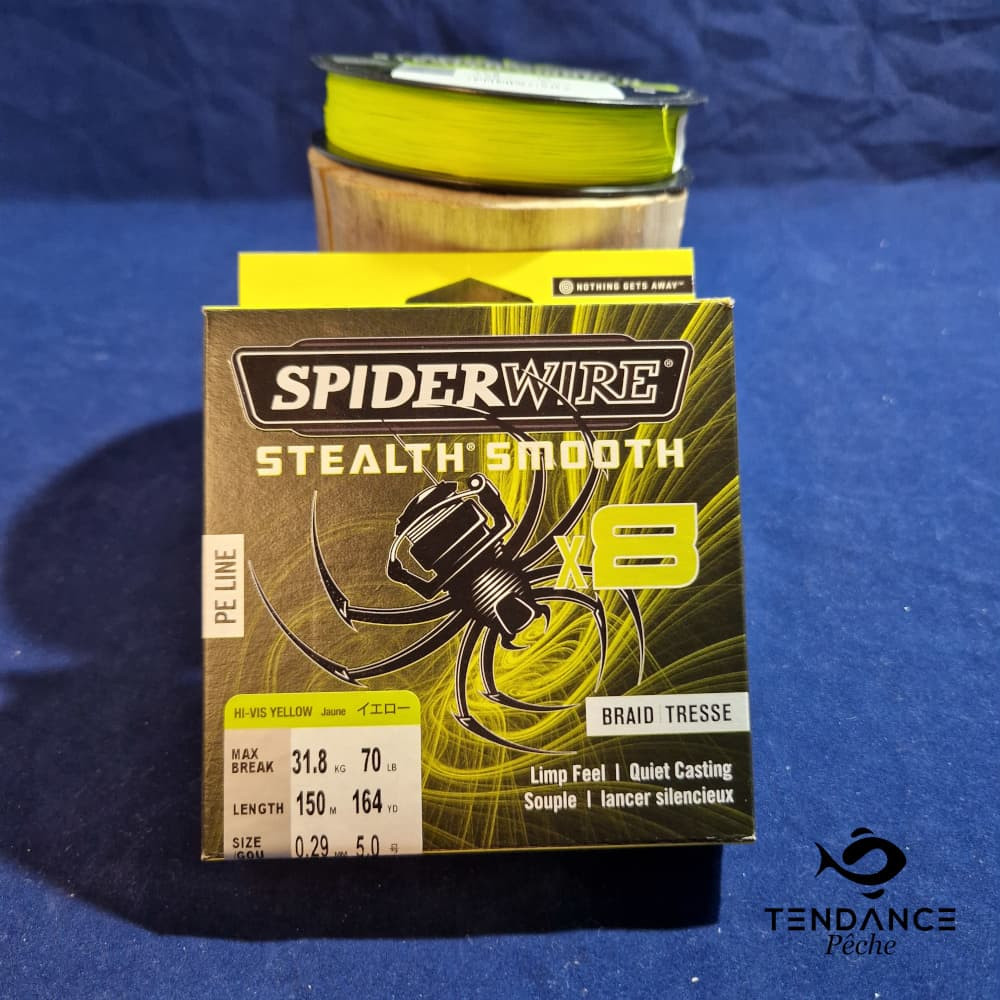 NOTHING GETS AWAY™
SPIDERWIRE®
STEALTH® SMOOTH
x8
PE LINE
HI-VIS YELLOW Jaune イエロー
MAX BREAK 31.8 KG 70 LB
LENGTH 150 M 164 YD
SIZE /GOU 0.29 MM 5.0 号
BRAID | TRESSE
Limp Feel | Quiet Casting
Souple | lancer silencieux
TENDANCE
Pêche